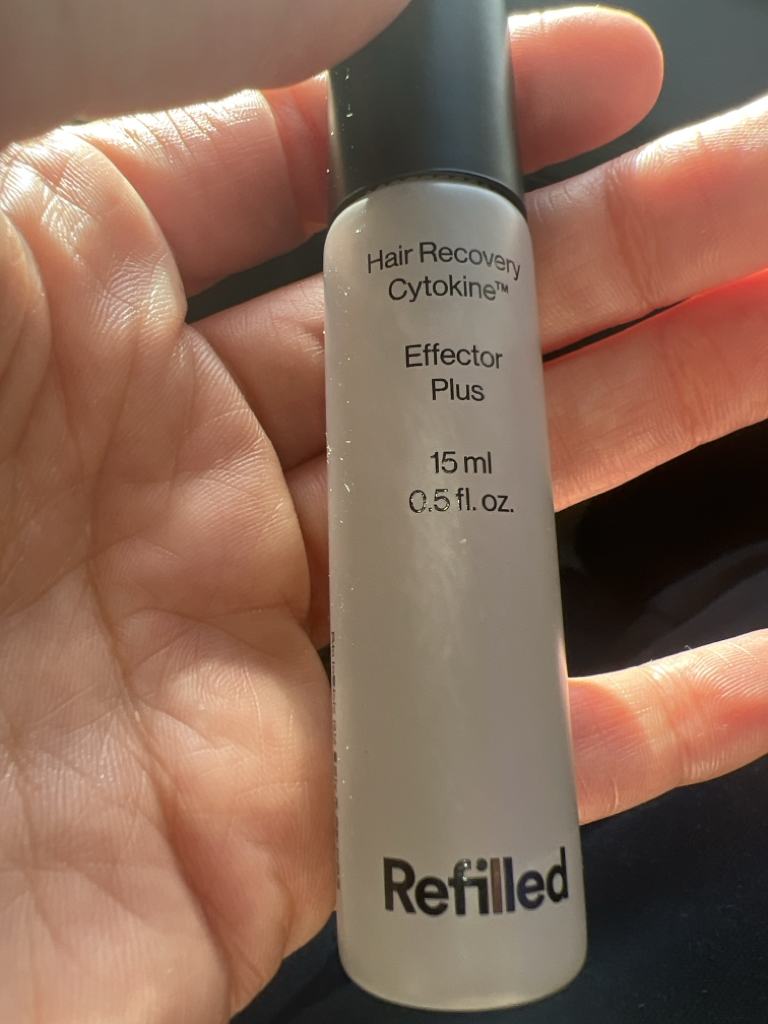 Hair Recovery
Cytokine™
Effector
Plus
15 ml
0.5 fl. oz.
Refilled